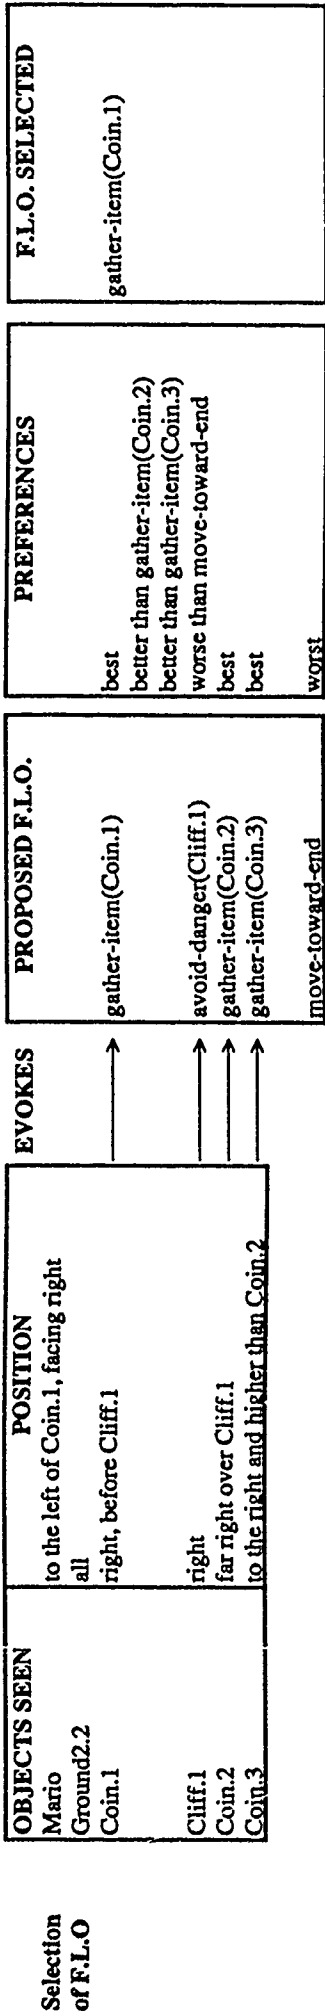 Selection
of F.L.O
OBJECTS SEEN
Mario
Ground2.2
Coin.1
Cliff.1
Coin.2
Coin.3
POSITION
to the left of Coin.1, facing right
all
right, before Cliff.1
right
far right over Cliff.1
to the right and higher than Coin.2
EVOKES
PROPOSED F.L.O.
gather-item(Coin.1)
avoid-danger(Cliff.1)
gather-item(Coin.2)
gather-item(Coin.3)
move-toward-end
PREFERENCES
best
better than gather-item(Coin.2)
better than gather-item(Coin.3)
worse than move-toward-end
best
best
worst
F.L.O. SELECTED
gather-item(Coin.1)